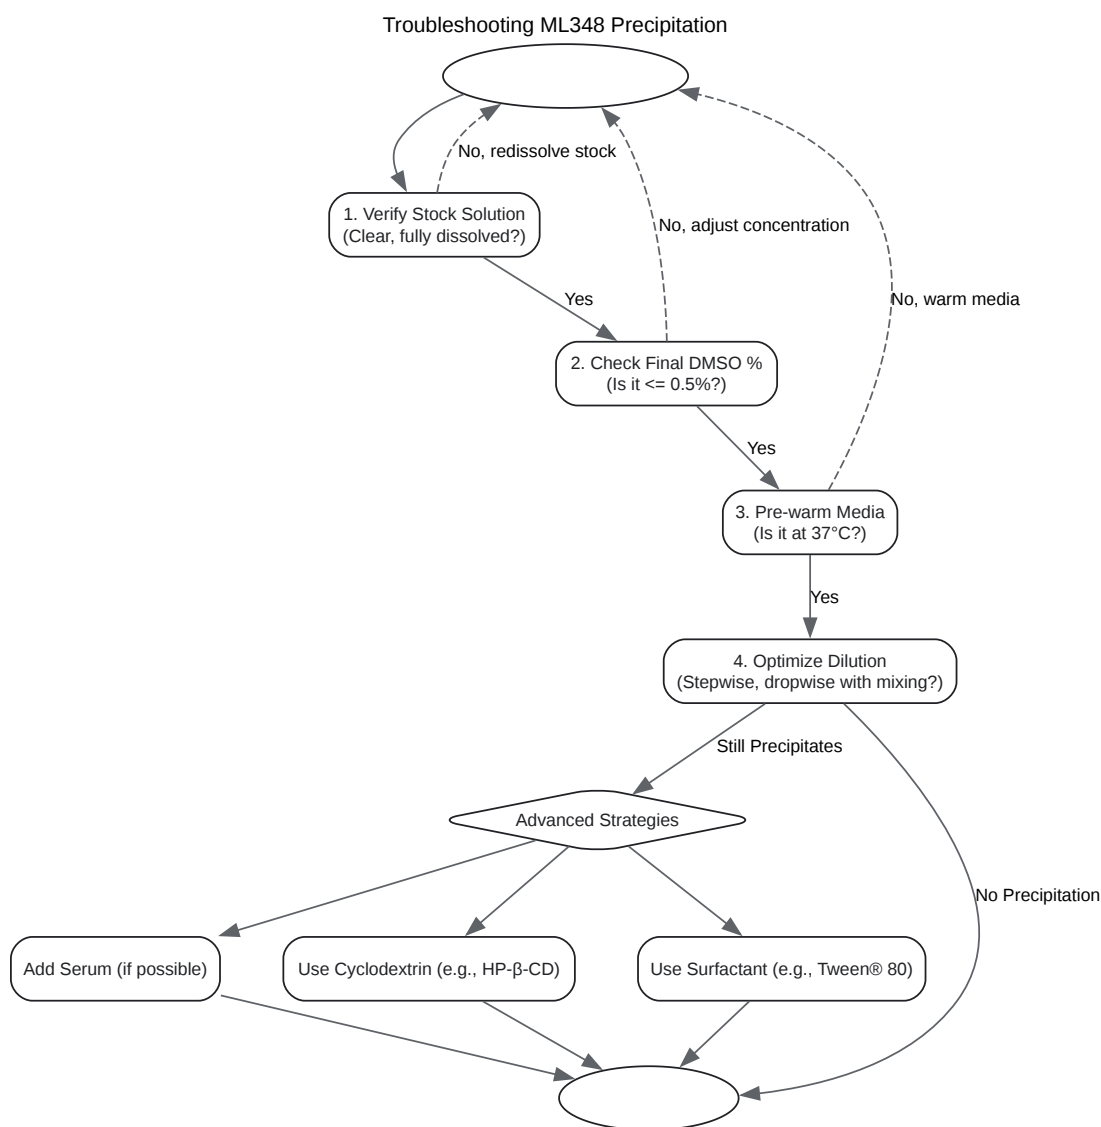 Troubleshooting ML348 Precipitation
No, redissolve stock
1. Verify Stock Solution
(Clear, fully dissolved?)
No, adjust concentration
Yes
No, warm media
2. Check Final DMSO %
(Is it <= 0.5%?)
Yes
3. Pre-warm Media
(Is it at 37°C?)
Yes
4. Optimize Dilution
(Stepwise, dropwise with mixing?)
Still Precipitates
Advanced Strategies
No Precipitation
Add Serum (if possible)
Use Cyclodextrin (e.g., HP-β-CD)
Use Surfactant (e.g., Tween® 80)